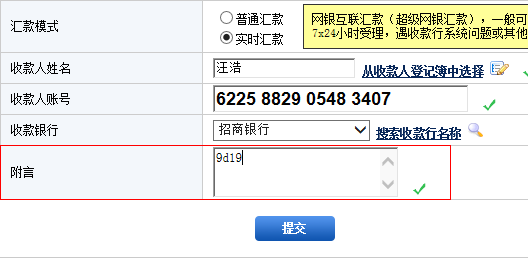 汇款模式
普通汇款
实时汇款
网银互联汇款（超级网银汇款），一般可
7x24小时受理，遇收款行系统问题或其他
收款人姓名
汪浩
从收款人登记簿中选择
收款人账号
6225 8829 0548 3407
收款银行
招商银行
搜索收款行名称
附言
9d19
提交